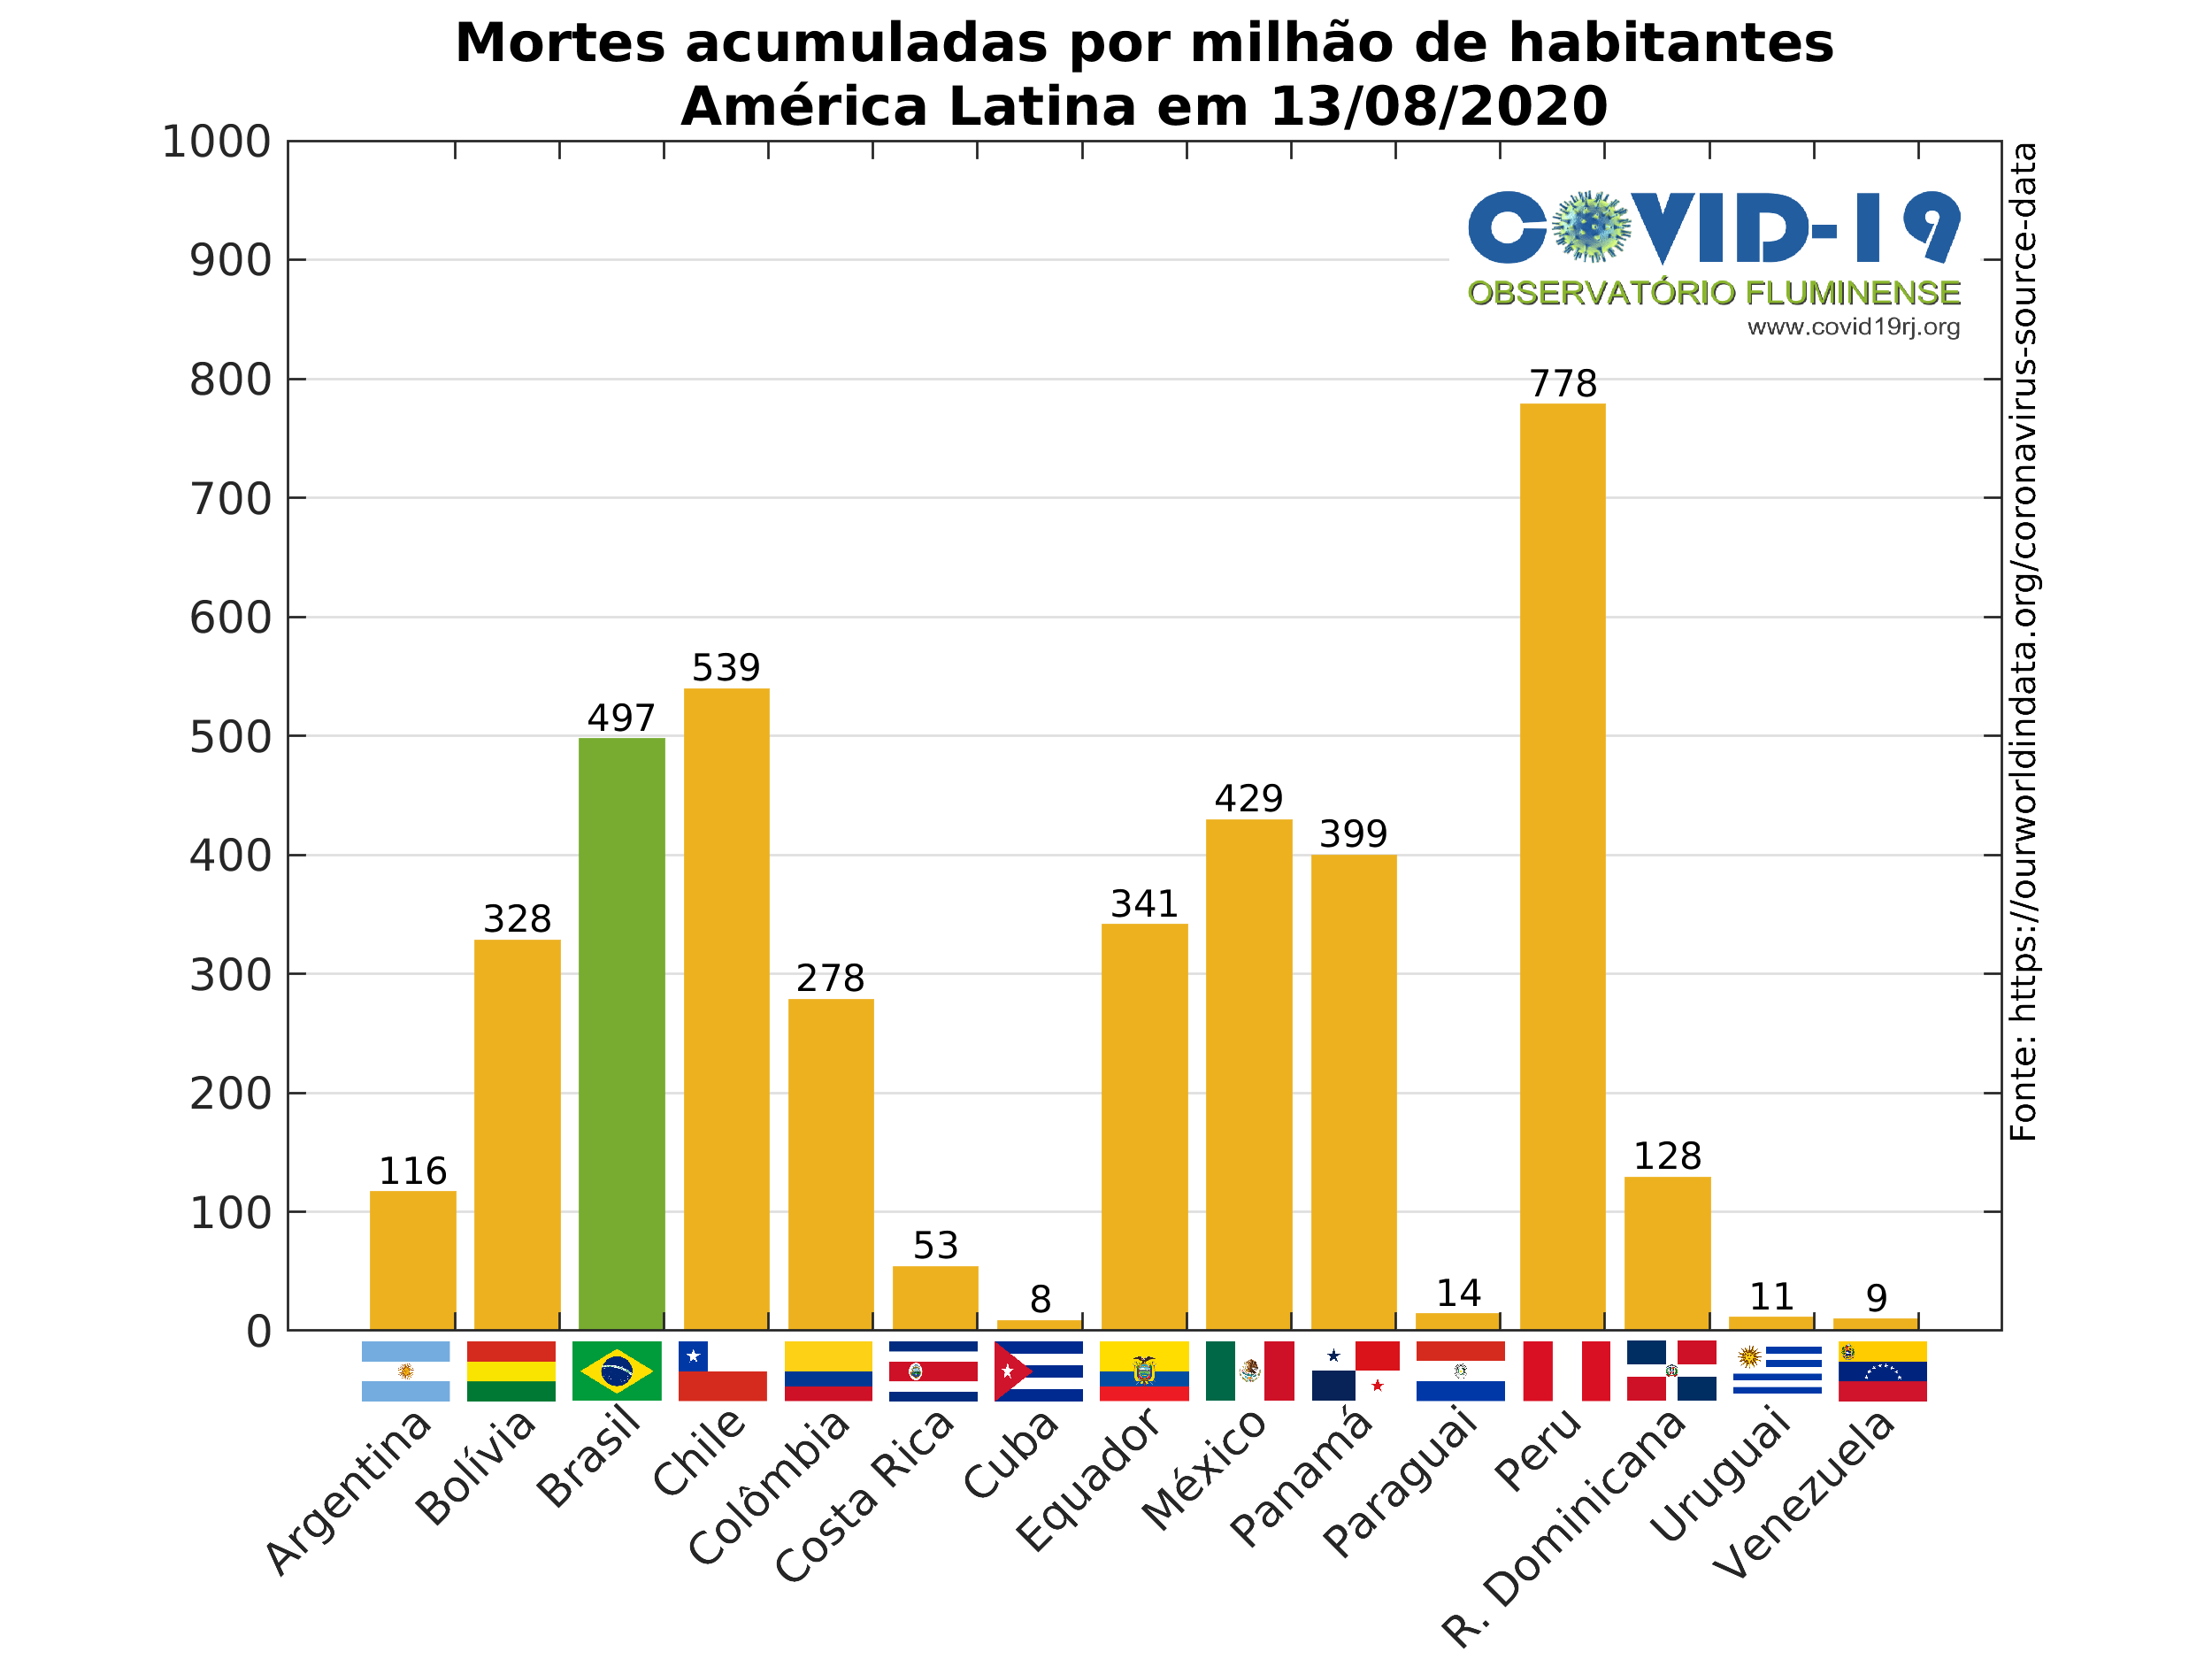 Mortes acumuladas por milhão de habitantes
América Latina em 13/08/2020
1000
900
800
700
600
500
400
300
200
100
0
COVID-19
OBSERVATÓRIO FLUMINENSE
www.covid19rj.org
Fonte: https://ourworldindata.org/coronavirus-source-data
116
328
497
539
278
53
8
341
429
399
14
778
128
11
9
Argentina
Bolívia
Brasil
Chile
Colômbia
Costa Rica
Cuba
Equador
México
Panamá
Paraguai
Peru
R. Dominicana
Uruguai
Venezuela